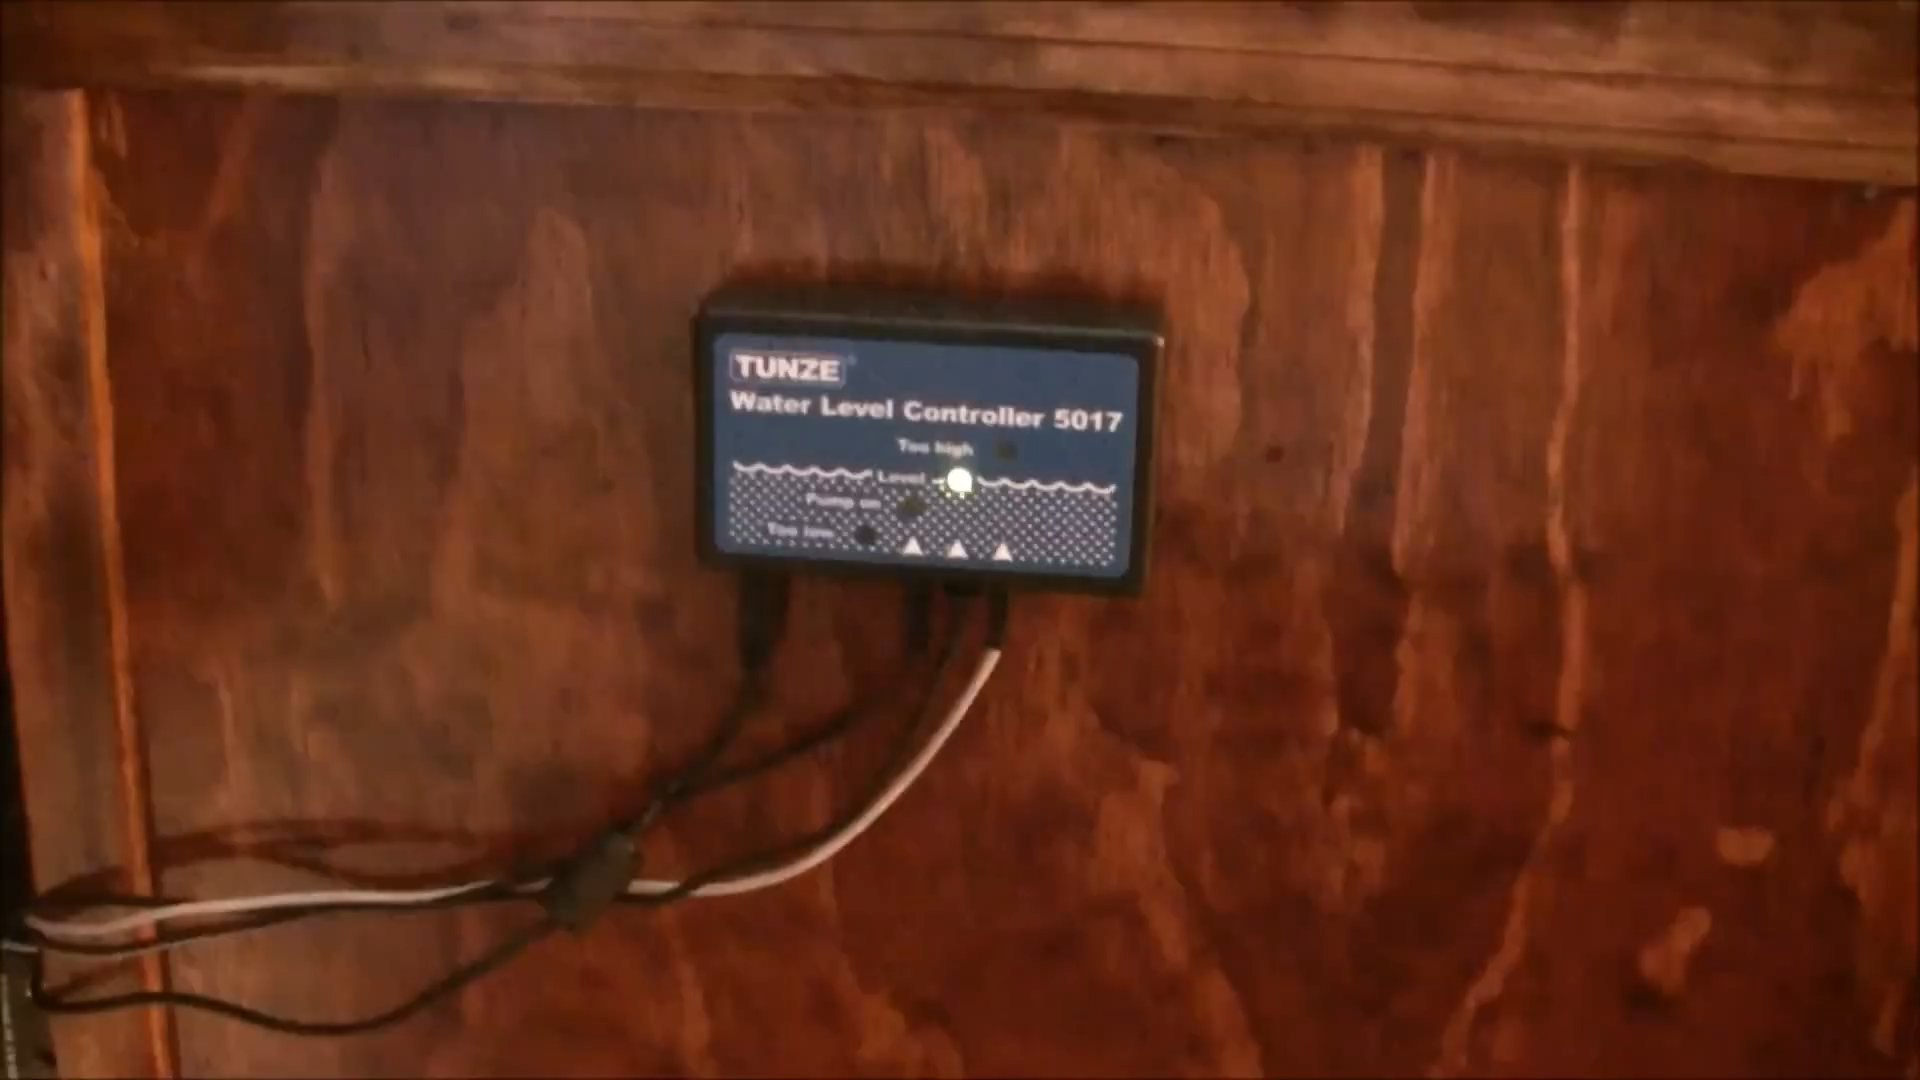 TUNZE®
Water Level Controller 5017
Too high
Level
Pump on
Too low